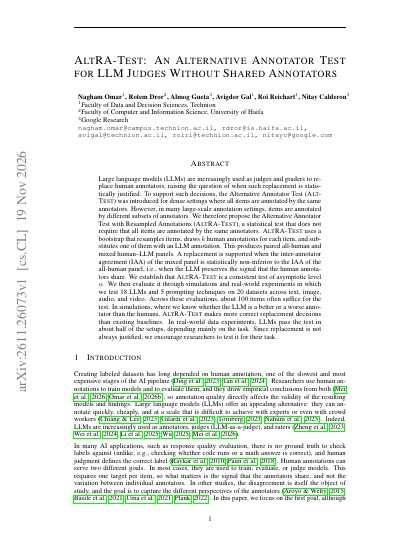 ALTRA-TEST: AN ALTERNATIVE ANNOTATOR TEST
FOR LLM JUDGES WITHOUT SHARED ANNOTATORS
Nagham Omar¹, Rotem Dror², Almog Gueta³, Avigdor Gal¹, Roi Reichart¹, Nitay Calderon³
¹Faculty of Data and Decision Sciences, Technion
²Faculty of Computer and Information Science, University of Haifa
³Google Research
nagham.omar@campus.technion.ac.il, rdror@is.haifa.ac.il,
avigal@technion.ac.il, roiri@technion.ac.il, nitayc@google.com
ABSTRACT
Large language models (LLMs) are increasingly used as judges and graders to re-
place human annotators, raising the question of when such replacement is statis-
tically justified. To support such decisions, the Alternative Annotator Test (ALT-
TEST) was introduced for dense settings where all items are annotated by the same
annotators. However, in many large-scale annotation settings, items are annotated
by different subsets of annotators. We therefore propose the Alternative Annotator
Test with Resampled Annotations (ALTRA-TEST), a statistical test that does not
require that all items are annotated by the same annotators. ALTRA-TEST uses a
bootstrap that resamples items, draws k human annotations for each item, and sub-
stitutes one of them with an LLM annotation. This produces paired all-human and
mixed human–LLM panels. A replacement is supported when the inter-annotator
agreement (IAA) of the mixed panel is statistically non-inferior to the IAA of the
all-human panel, i.e., when the LLM preserves the signal that the human annota-
tors share. We establish that ALTRA-TEST is a consistent test of asymptotic level
α. We then evaluate it through simulations and real-world experiments in which
we test 18 LLMs and 5 prompting techniques on 20 datasets across text, image,
audio, and video. Across these evaluations, about 100 items often suffice for the
test. In simulations, where we know whether the LLM is a better or a worse anno-
tator than the humans, ALTRA-TEST makes more correct replacement decisions
than existing baselines. In real-world data experiments, LLMs pass the test in
about half of the setups, depending mainly on the task. Since replacement is not
always justified, we encourage researchers to test it for their task.
1 INTRODUCTION
Creating labeled datasets has long depended on human annotation, one of the slowest and most
expensive stages of the AI pipeline (Ding et al., 2023; Tan et al., 2024). Researchers use human an-
notations to train models and to evaluate them, and they draw empirical conclusions from both (Mei
et al., 2026; Omar et al., 2026b), so annotation quality directly affects the validity of the resulting
models and findings. Large language models (LLMs) offer an appealing alternative: they can an-
notate quickly, cheaply, and at a scale that is difficult to achieve with experts or even with crowd
workers (Chiang & Lee, 2023; Gilardi et al., 2023; Törnberg, 2023; Nahum et al., 2025). Indeed,
LLMs are increasingly used as annotators, judges (LLM-as-a-judge), and raters (Zheng et al., 2023;
Wei et al., 2024; Li et al., 2025; Wu, 2025; Mei et al., 2026).
In many AI applications, such as response quality evaluation, there is no ground truth to check
labels against (unlike, e.g., checking whether code runs or a math answer is correct), and human
judgment defines the correct label (Raykar et al., 2010; Paun et al., 2018). Human annotations can
serve two different goals. In most cases, they are used to train, evaluate, or judge models. This
requires one target per item, so what matters is the signal that the annotators share, and not the
variation between individual annotators. In other studies, the disagreement is itself the object of
study, and the goal is to capture the different perspectives of the annotators (Aroyo & Welty, 2015;
Basile et al., 2021; Uma et al., 2021; Plank, 2022). In this paper, we focus on the first goal, although
1
arXiv:2611.26073v1 [cs.CL] 19 Nov 2026